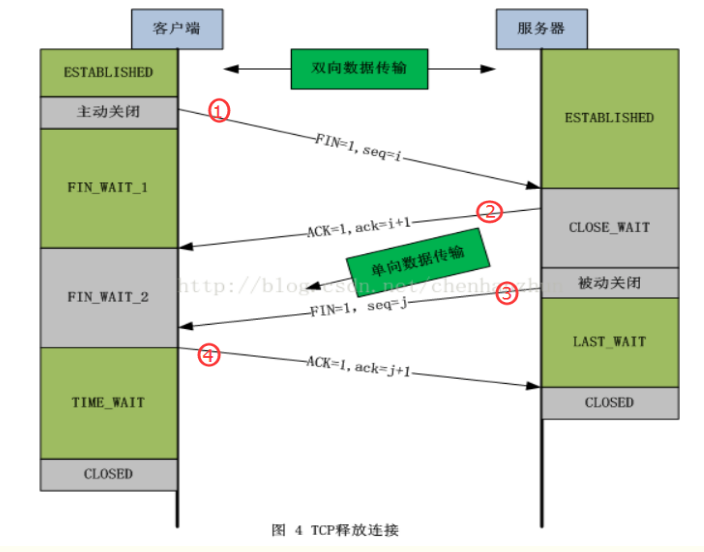 客户端
服务器
双向数据传输
ESTABLISHED
主动关闭
①
ESTABLISHED
FIN=1,seq=i
FIN_WAIT_1
②
ACK=1,ack=i+1
CLOSE_WAIT
单向数据传输
http://blog.csdn.net/
被动关闭
③
FIN_WAIT_2
FIN=1, seq=j
LAST_WAIT
④
ACK=1,ack=j+1
TIME_WAIT
CLOSED
CLOSED
图 4 TCP释放连接